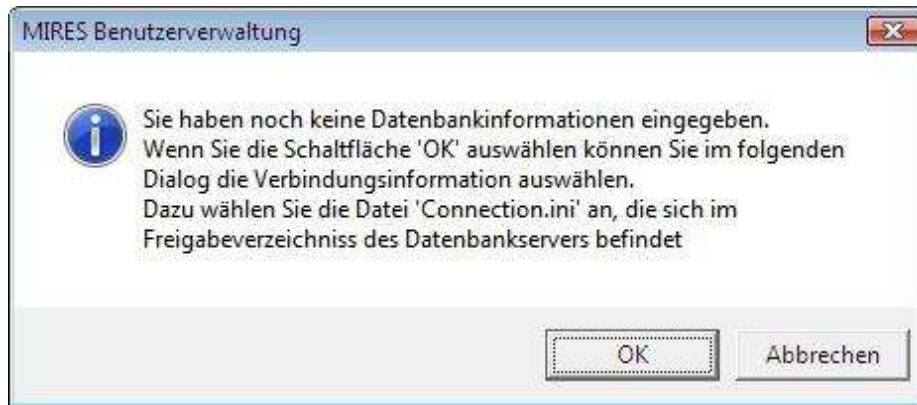 MIRES Benutzerverwaltung
Sie haben noch keine Datenbankinformationen eingegeben.
Wenn Sie die Schaltfläche 'OK' auswählen können Sie im folgenden
Dialog die Verbindungsinformation auswählen.
Dazu wählen Sie die Datei 'Connection.ini' an, die sich im
Freigabeverzeichniss des Datenbankservers befindet
OK Abbrechen